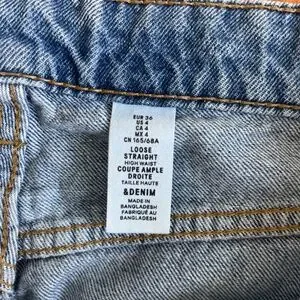 EUR 36
US 4
CA 4
MX 4
CN 165/68A
LOOSE
STRAIGHT
HIGH WAIST
COUPE AMPLE
DROITE
TAILLE HAUTE
&DENIM
MADE IN
BANGLADESH
FABRIQUÉ AU
BANGLADESH